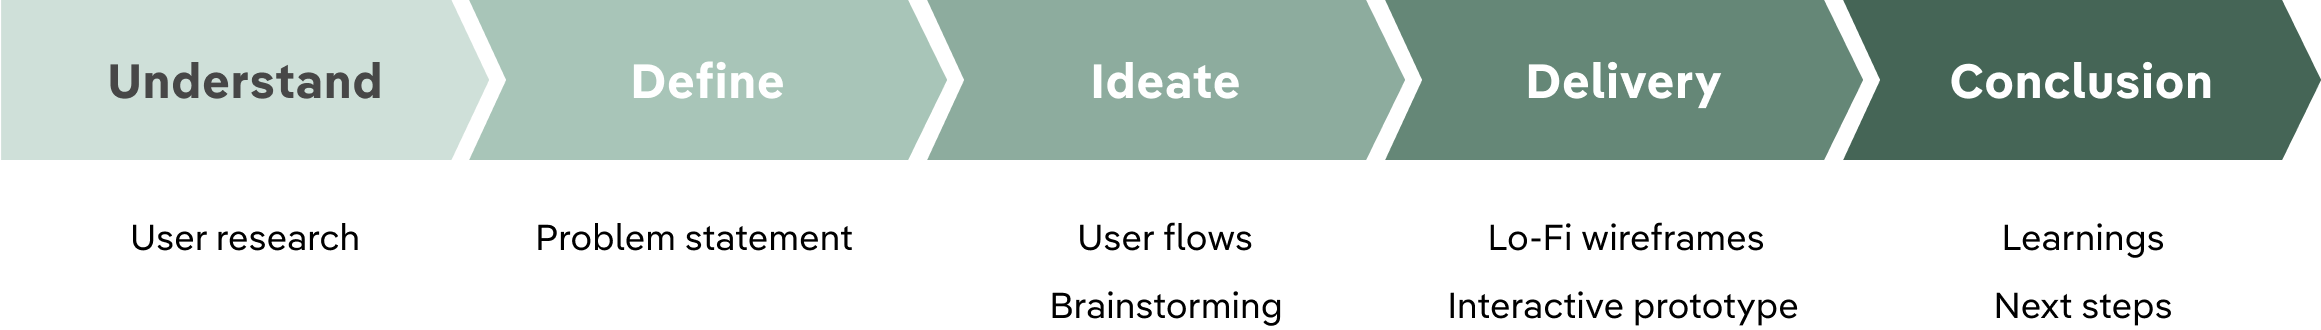 Understand
Define
Ideate
Delivery
Conclusion
User research
Problem statement
User flows
Brainstorming
Lo-Fi wireframes
Interactive prototype
Learnings
Next steps